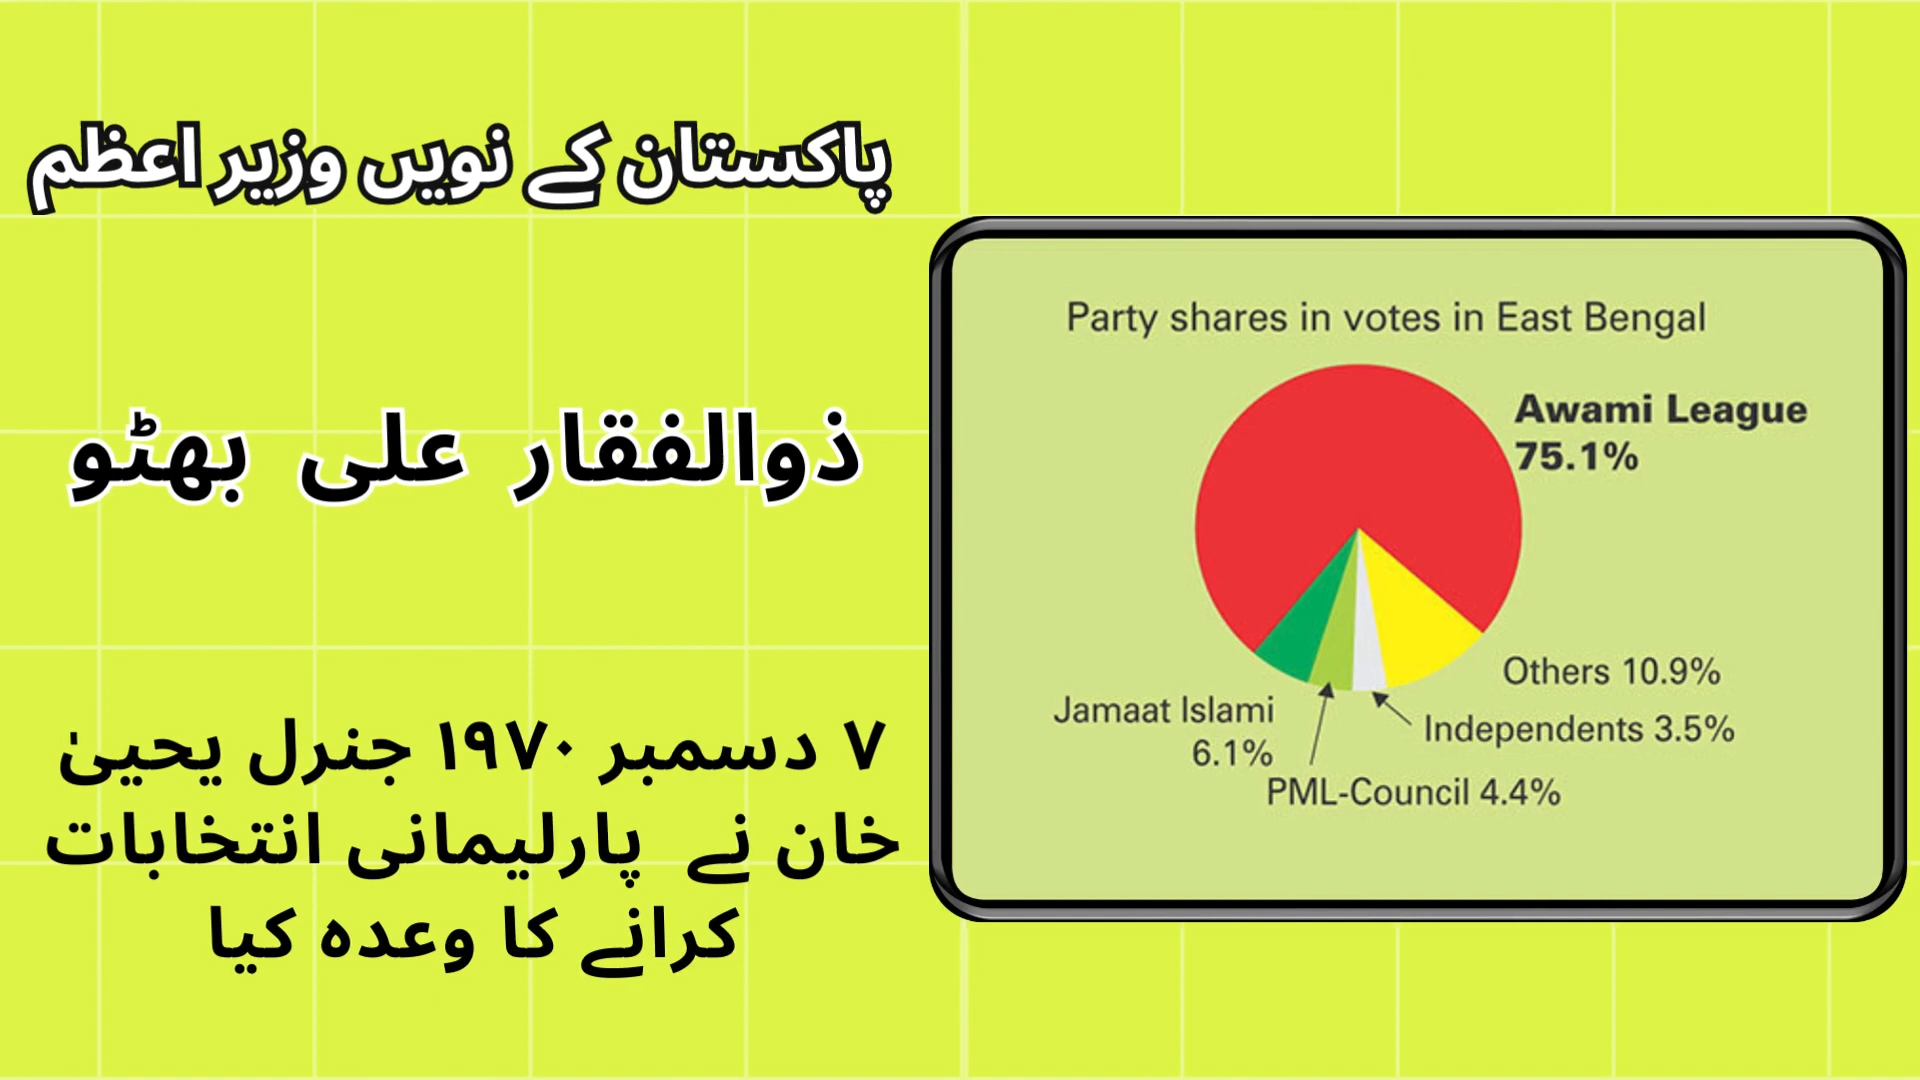 پاکستان کے نویں وزیر اعظم
ذوالفقار علی بھٹو
۷ دسمبر ۱۹۷۰ جنرل یحییٰ
خان نے پارلیمانی انتخابات
کرانے کا وعدہ کیا
Party shares in votes in East Bengal
Awami League
75.1%
Others 10.9%
Independents 3.5%
PML-Council 4.4%
Jamaat Islami
6.1%